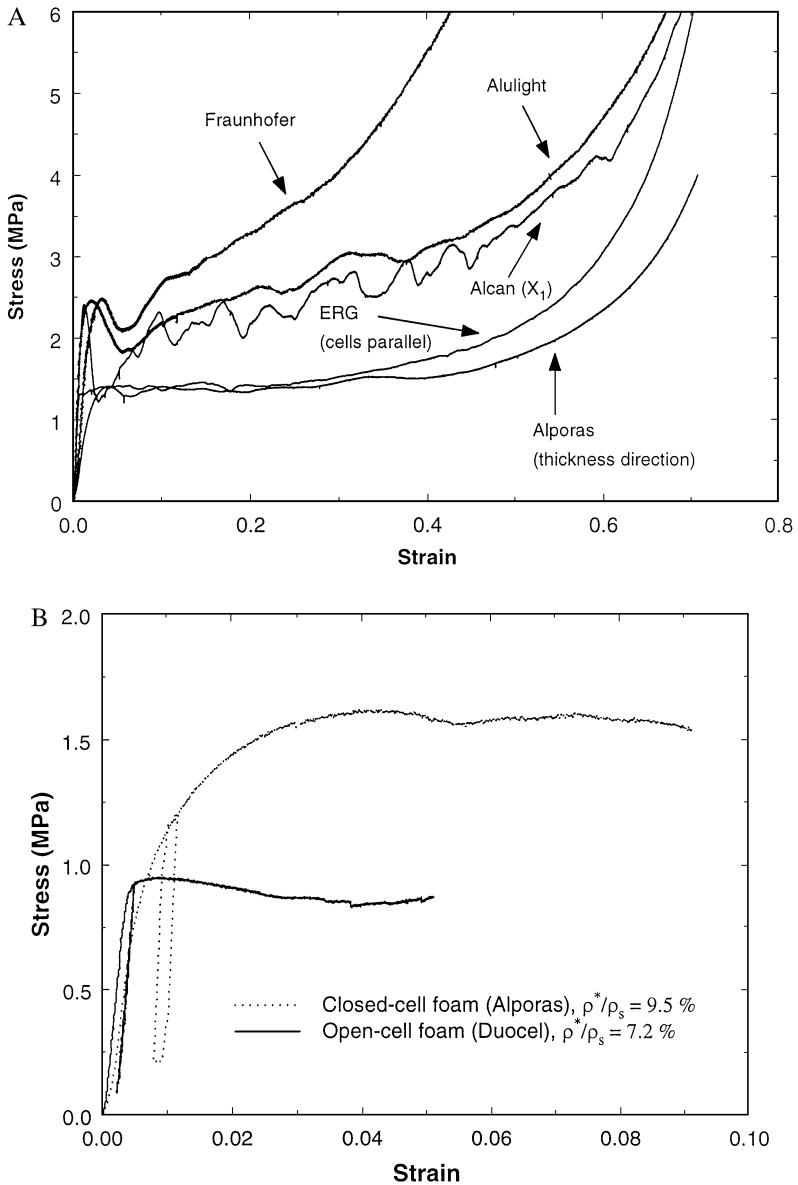 A
6
5
4
3
2
1
0
Stress (MPa)
Fraunhofer
Alulight
Alcan (X1)
ERG
(cells parallel)
Alporas
(thickness direction)
0.0 0.2 0.4 0.6 0.8
Strain
B
2.0
1.5
1.0
0.5
0.0
Stress (MPa)
Closed-cell foam (Alporas), ρ*/ρs = 9.5 %
Open-cell foam (Duocel), ρ*/ρs = 7.2 %
0.00 0.02 0.04 0.06 0.08 0.10
Strain